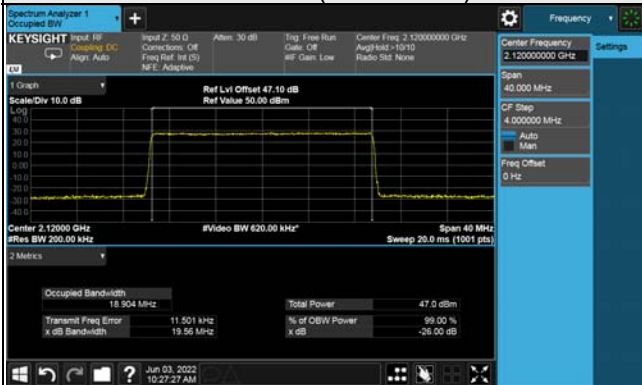 Spectrum Analyzer 1
Occupied BW
+
Frequency
KEYSIGHT Input: RF
Coupling: DC
Align: Auto
Input Z: 50 Ω
Corrections: Off
Freq Ref: Int (S)
NFE: Adaptive
Atten: 30 dB
Trig: Free Run
Gate: Off
#IF Gain: Low
Center Freq: 2.120000000 GHz
Avg|Hold:>10/10
Radio Std: None
Center Frequency
2.120000000 GHz
Settings
Span
40.000 MHz
CF Step
4.000000 MHz
Auto
Man
Freq Offset
0 Hz
1 Graph
Scale/Div 10.0 dB
Ref Lvl Offset 47.10 dB
Ref Value 50.00 dBm
Log
40.0
30.0
20.0
10.0
0.00
-10.0
-20.0
-30.0
-40.0
Center 2.12000 GHz
#Res BW 200.00 kHz
#Video BW 620.00 kHz*
Span 40 MHz
Sweep 20.0 ms (1001 pts)
2 Metrics
Occupied Bandwidth
18.904 MHz
Total Power 47.0 dBm
Transmit Freq Error 11.501 kHz
% of OBW Power 99.00 %
x dB Bandwidth 19.56 MHz
x dB -26.00 dB
?
Jun 03, 2022
10:27:27 AM